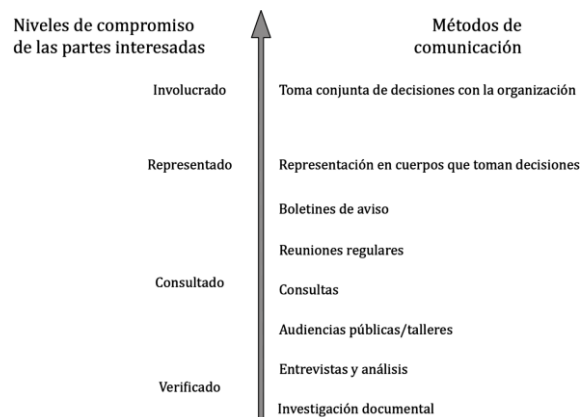 Niveles de compromiso
de las partes interesadas
Métodos de
comunicación
Involucrado
Toma conjunta de decisiones con la organización
Representado
Representación en cuerpos que toman decisiones
Boletines de aviso
Reuniones regulares
Consultado
Consultas
Audiencias públicas/talleres
Entrevistas y análisis
Verificado
Investigación documental